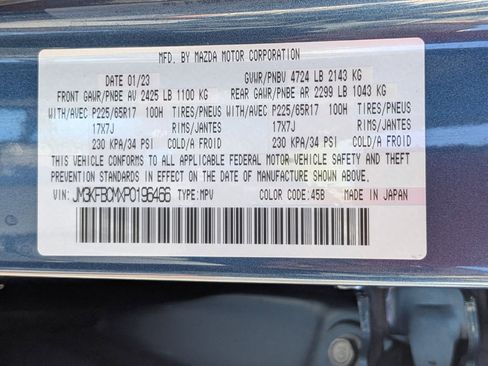 MFD. BY MAZDA MOTOR CORPORATION
DATE 01/23 GVWR/PNBV 4724 LB 2143 KG
FRONT GAWR/PNBE AV 2425 LB 1100 KG REAR GAWR/PNBE AR 2299 LB 1043 KG
WITH/AVEC P225/65R17 100H TIRES/PNEUS WITH/AVEC P225/65R17 100H TIRES/PNEUS
17X7J RIMS/JANTES 17X7J RIMS/JANTES
230 KPA/34 PSI COLD/A FROID 230 KPA/34 PSI COLD/A FROID
THIS VEHICLE CONFORMS TO ALL APPLICABLE FEDERAL MOTOR VEHICLE SAFETY AND THEFT
PREVENTION STANDARDS IN EFFECT ON THE DATE OF MANUFACTURE SHOWN ABOVE.
JM3KFBCMXP0196466 TYPE:MPV COLOR CODE:45B MADE IN JAPAN